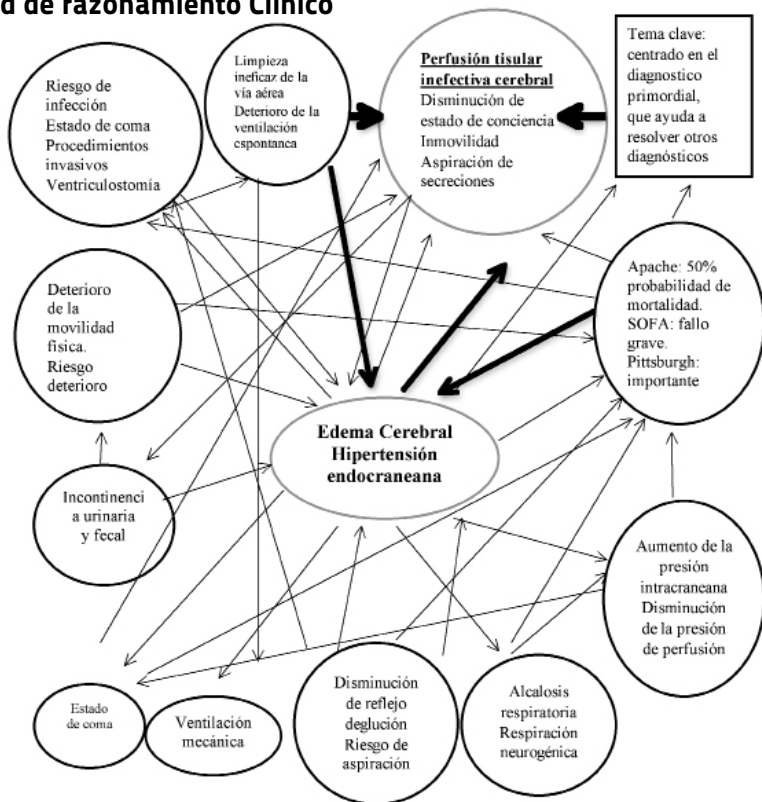 d de razonamiento Clínico
Riesgo de
infección
Estado de coma
Procedimientos
invasivos
Ventriculostomía
Limpieza
ineficaz de la
vía aérea
Deterioro de la
ventilación
espontanea
Perfusión tisular
inefectiva cerebral
Disminución de
estado de conciencia
Inmovilidad
Aspiración de
secreciones
Tema clave:
centrado en el
diagnostico
primordial,
que ayuda a
resolver otros
diagnósticos
Deterioro
de la
movilidad
física.
Riesgo
deterioro
Apache: 50%
probabilidad de
mortalidad.
SOFA: fallo
grave.
Pittsburgh:
importante
Edema Cerebral
Hipertensión
endocraneana
Incontinenci
a urinaria
y fecal
Aumento de la
presión
intracraneana
Disminución
de la presión
de perfusión
Estado
de coma
Ventilación
mecánica
Disminución
de reflejo
deglución
Riesgo de
aspiración
Alcalosis
respiratoria
Respiración
neurogénica